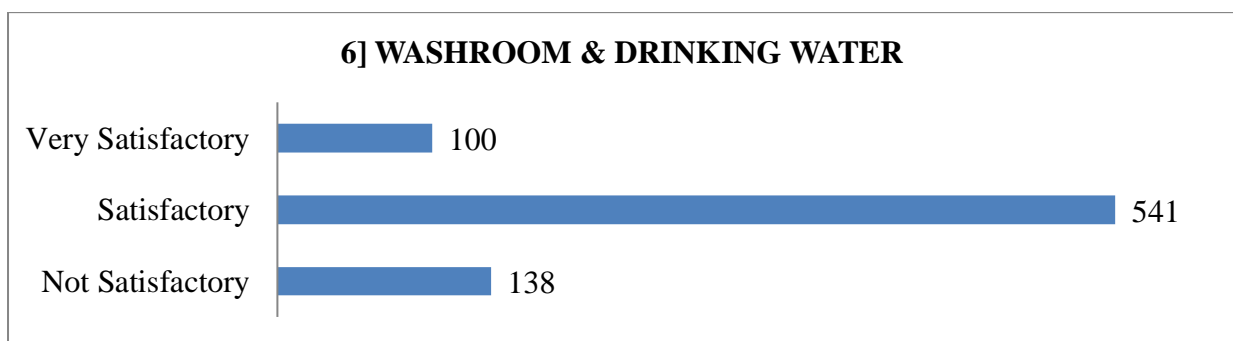 6] WASHROOM & DRINKING WATER
Very Satisfactory 100
Satisfactory 541
Not Satisfactory 138